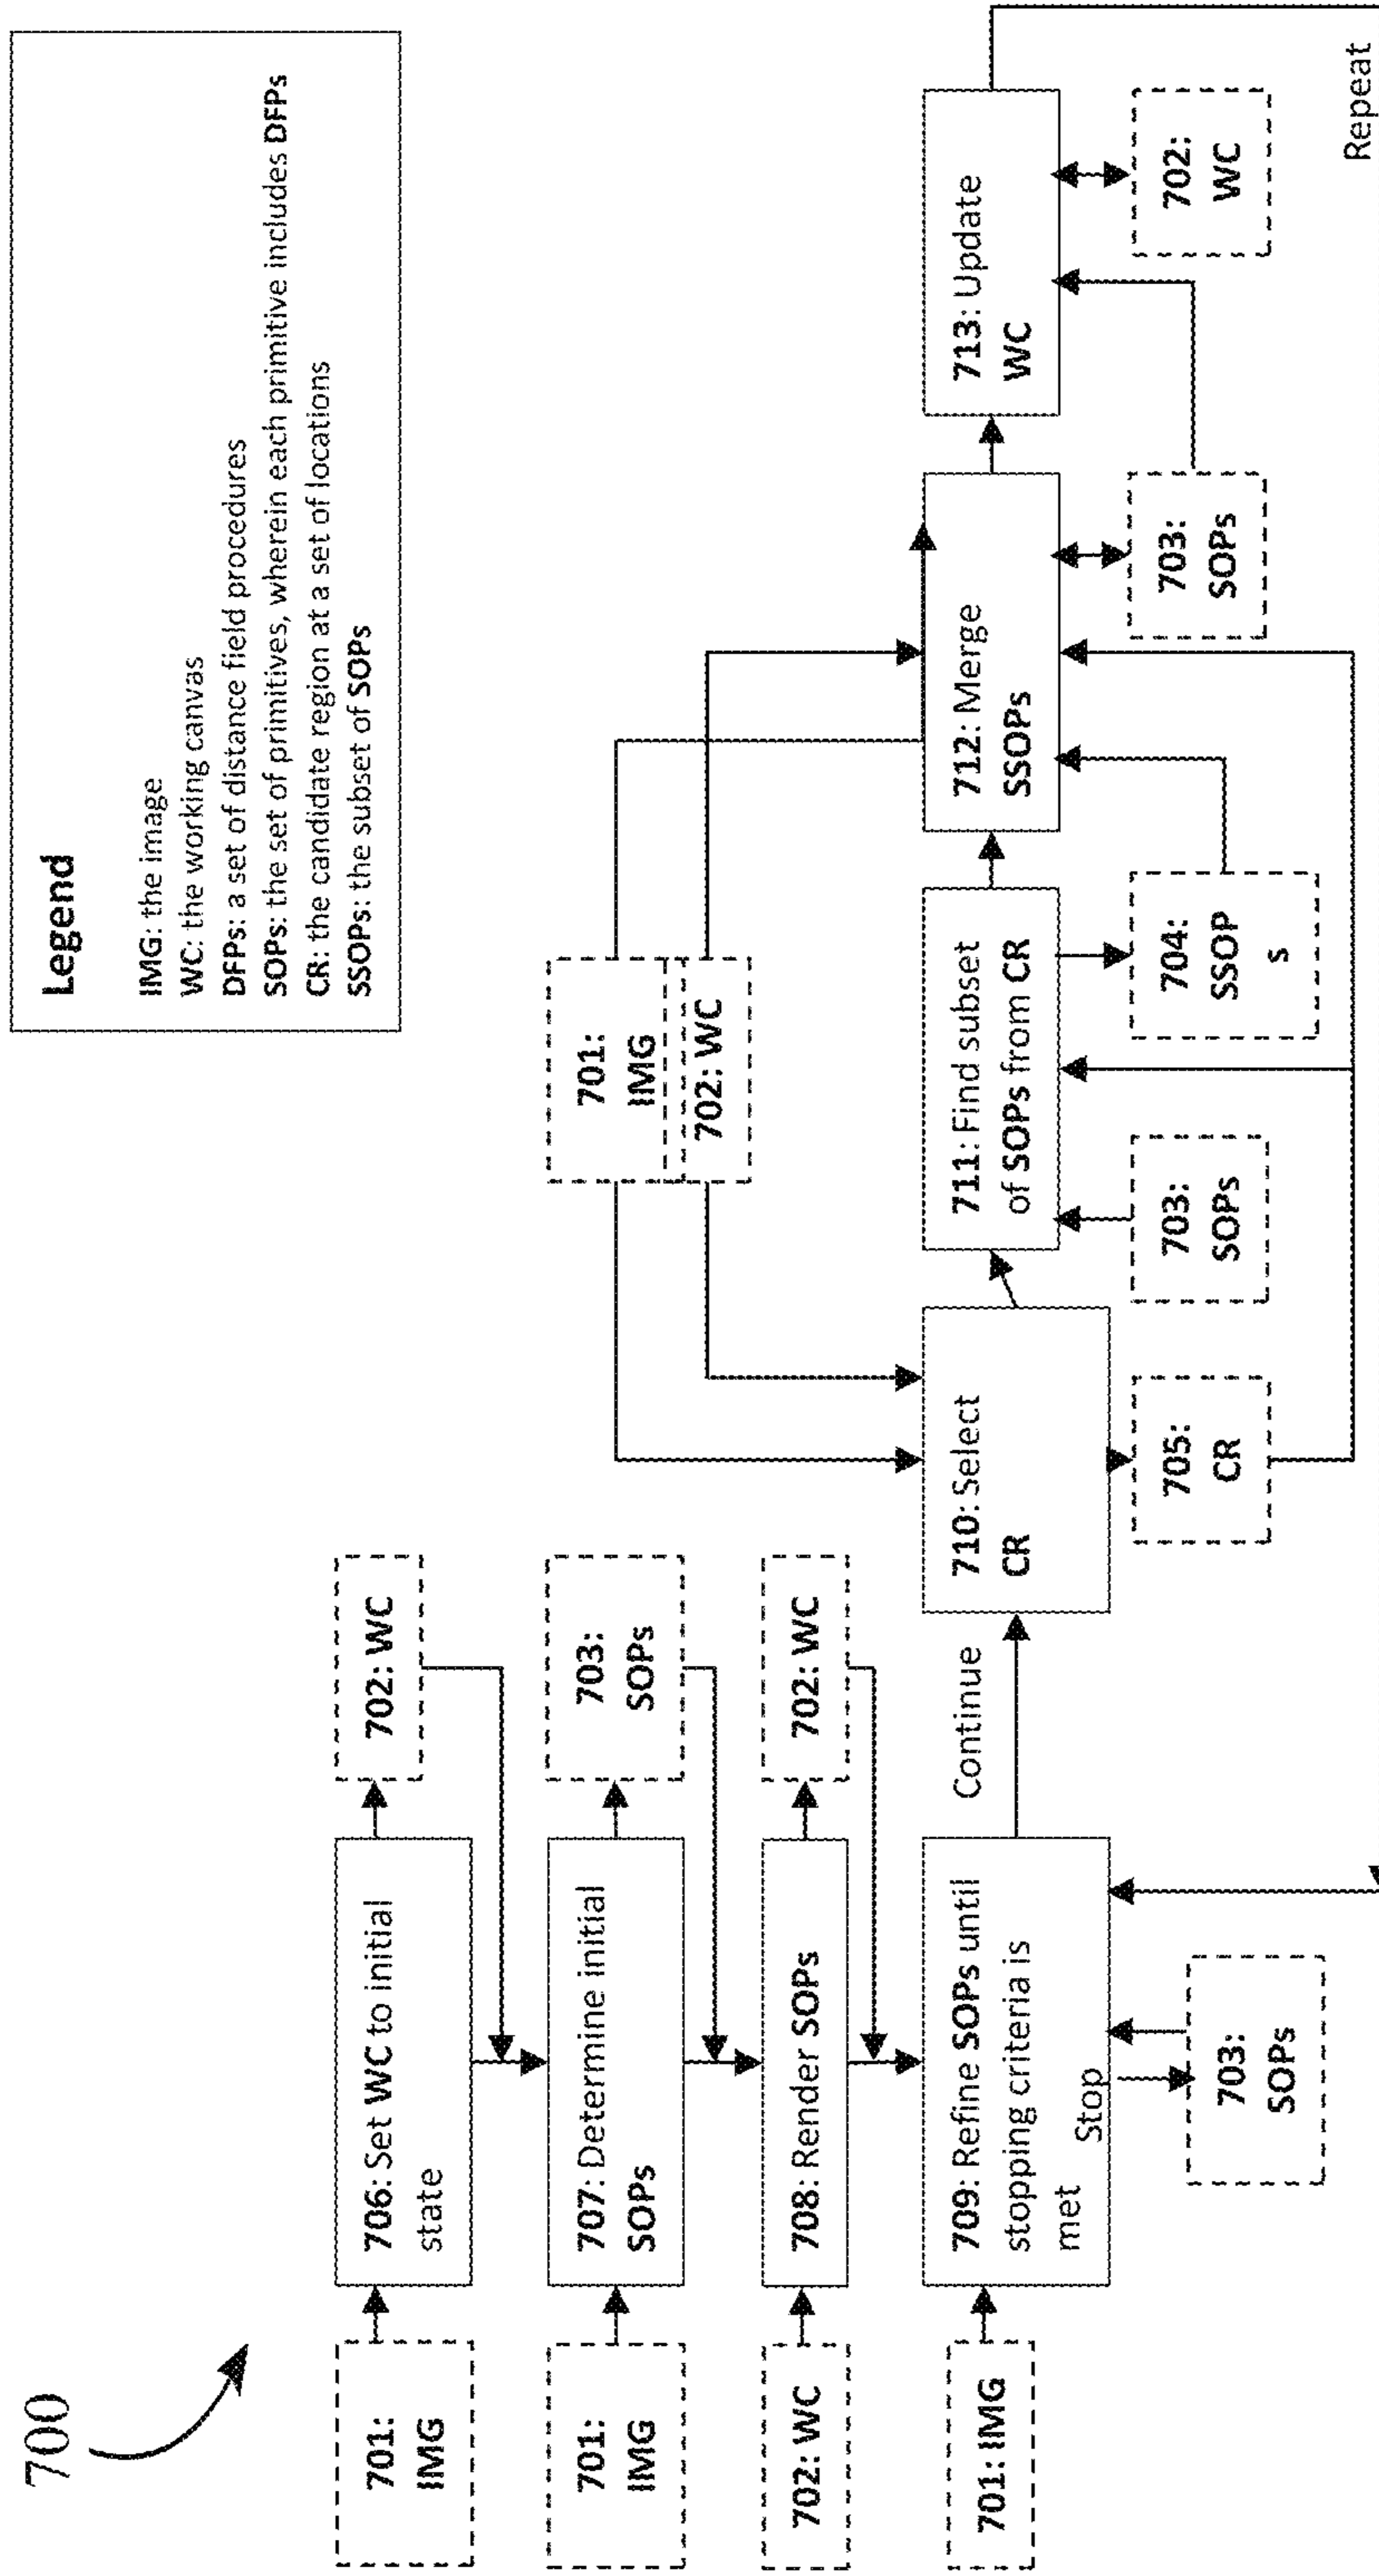 700
Legend
IMG: the image
WC: the working canvas
DFPs: a set of distance field procedures
SOPs: the set of primitives, wherein each primitive includes DFPs
CR: the candidate region at a set of locations
SSOPs: the subset of SOPs
701:
IMG
706: Set WC to initial
state
702: WC
701:
IMG
707: Determine initial
SOPs
703:
SOPs
702: WC
708: Render SOPs
702: WC
701: IMG
709: Refine SOPs until
stopping criteria is
met
Stop
703:
SOPs
Continue
701:
IMG
702: WC
710: Select
CR
705:
CR
711: Find subset
of SOPs from CR
703:
SOPs
704:
SSOP
s
712: Merge
SSOPs
703:
SOPs
713: Update
WC
702:
WC
Repeat